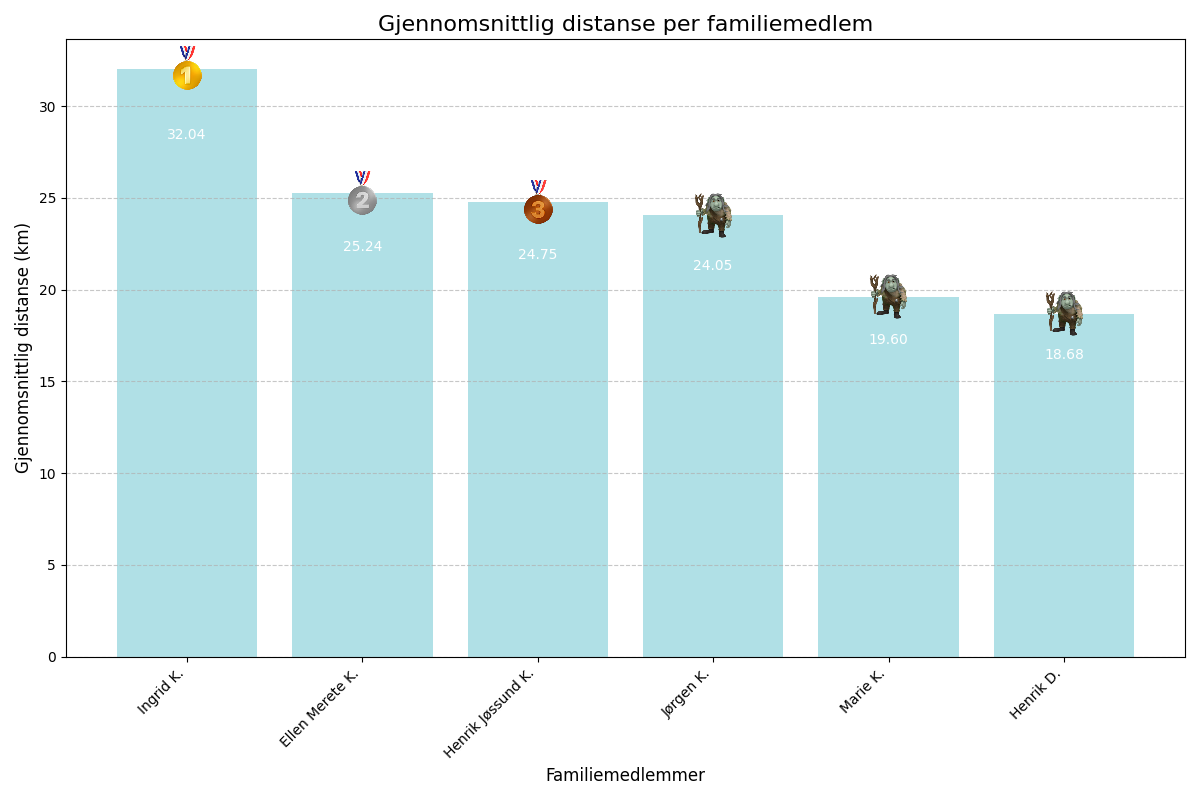 Gjennomsnittlig distanse per familiemedlem
Gjennomsnittlig distanse (km)
30
25
20
15
10
5
0
1
2
3
32.04
25.24
24.75
24.05
19.60
18.68
Ingrid K.
Ellen Merete K.
Henrik Jøssund K.
Jørgen K.
Marie K.
Henrik D.
Familiemedlemmer